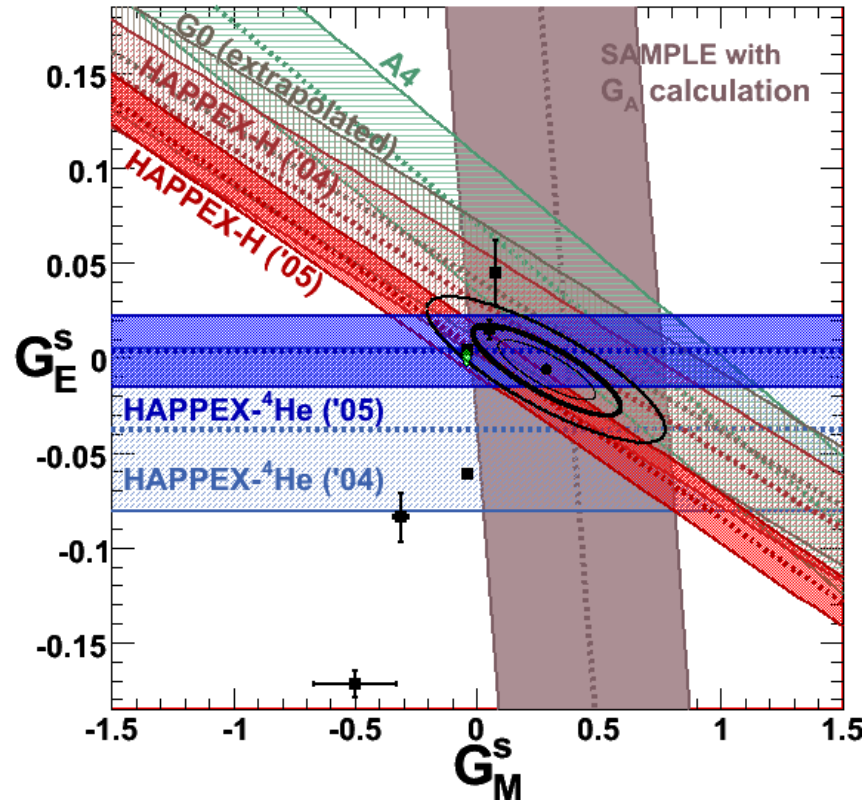 G0 (extrapolated)
A4
SAMPLE with
G_A calculation
HAPPEX-H ('04)
HAPPEX-H ('05)
HAPPEX-⁴He ('05)
HAPPEX-⁴He ('04)
G_E^s
0.15
0.1
0.05
0
-0.05
-0.1
-0.15
-1.5 -1 -0.5 0 0.5 1 1.5
G_M^s